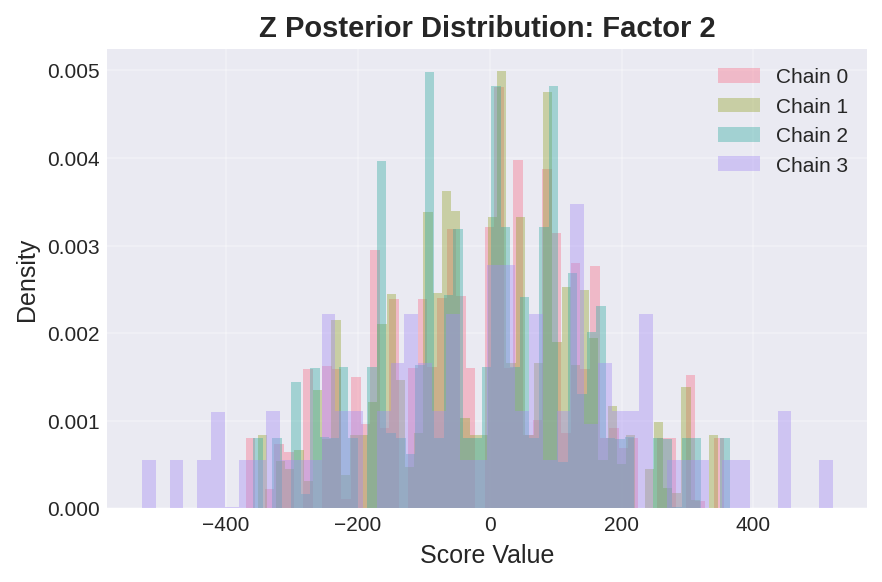 Z Posterior Distribution: Factor 2
Chain 0
Chain 1
Chain 2
Chain 3
Density
0.005
0.004
0.003
0.002
0.001
0.000
−400
−200
0
200
400
Score Value